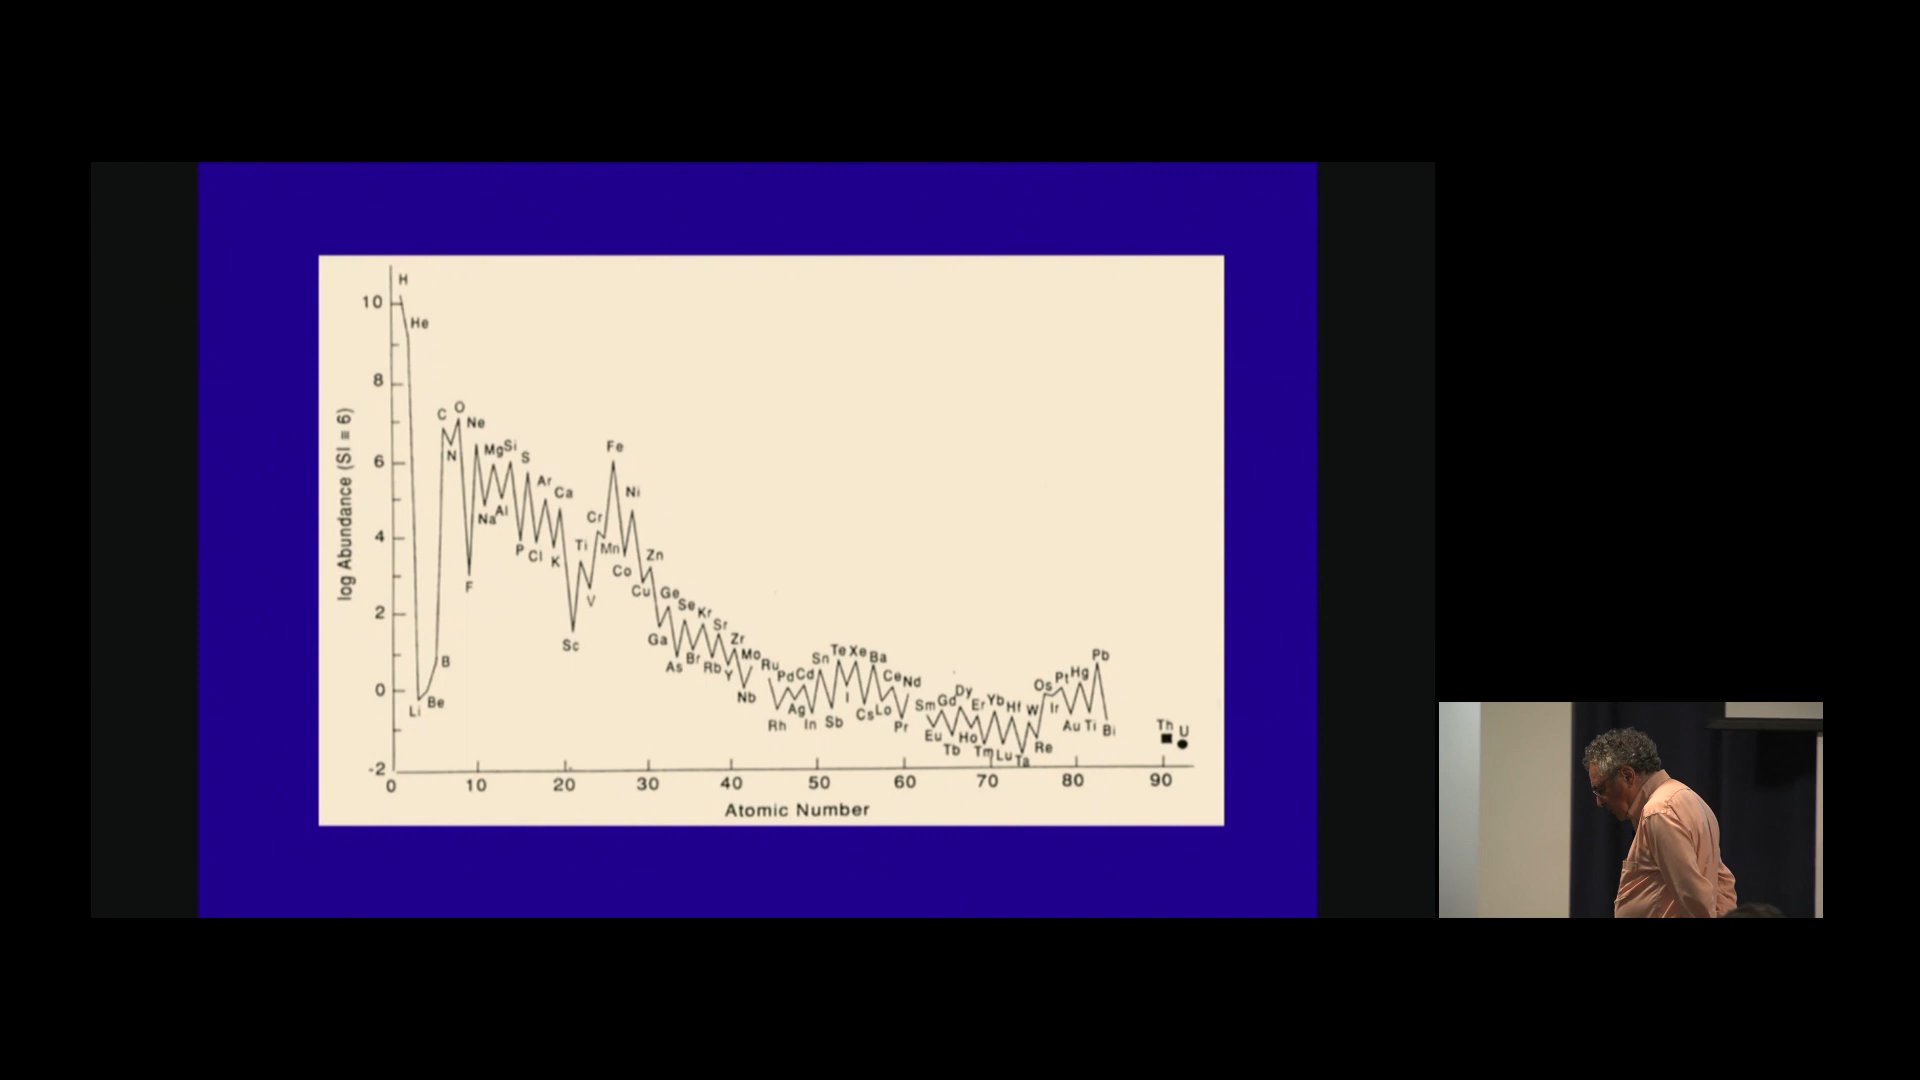 H
10
He
8
C O Ne
N
Mg Si S
6
Fe
Ar Ca
Ni
Na Al
Cr
4
P Cl K
Ti Mn Zn
Co
F
V
Cu Ge
2
Se Kr
Sr
Ga
Zr
Sc
As Br Rb Y
Mo
B
Ru Sn Te Xe Ba
Pb
0
Pd Cd
Ce Nd
Os Pt Hg
Li Be
Nb
Rh Ag In Sb I Cs Lo Pr
Sm Gd Dy Er Yb Hf W
Ir Au Ti Bi
Eu Tb Ho Tm Lu Ta Re
Th U
-2
0 10 20 30 40 50 60 70 80 90
Atomic Number
log Abundance (SI ≡ 6)